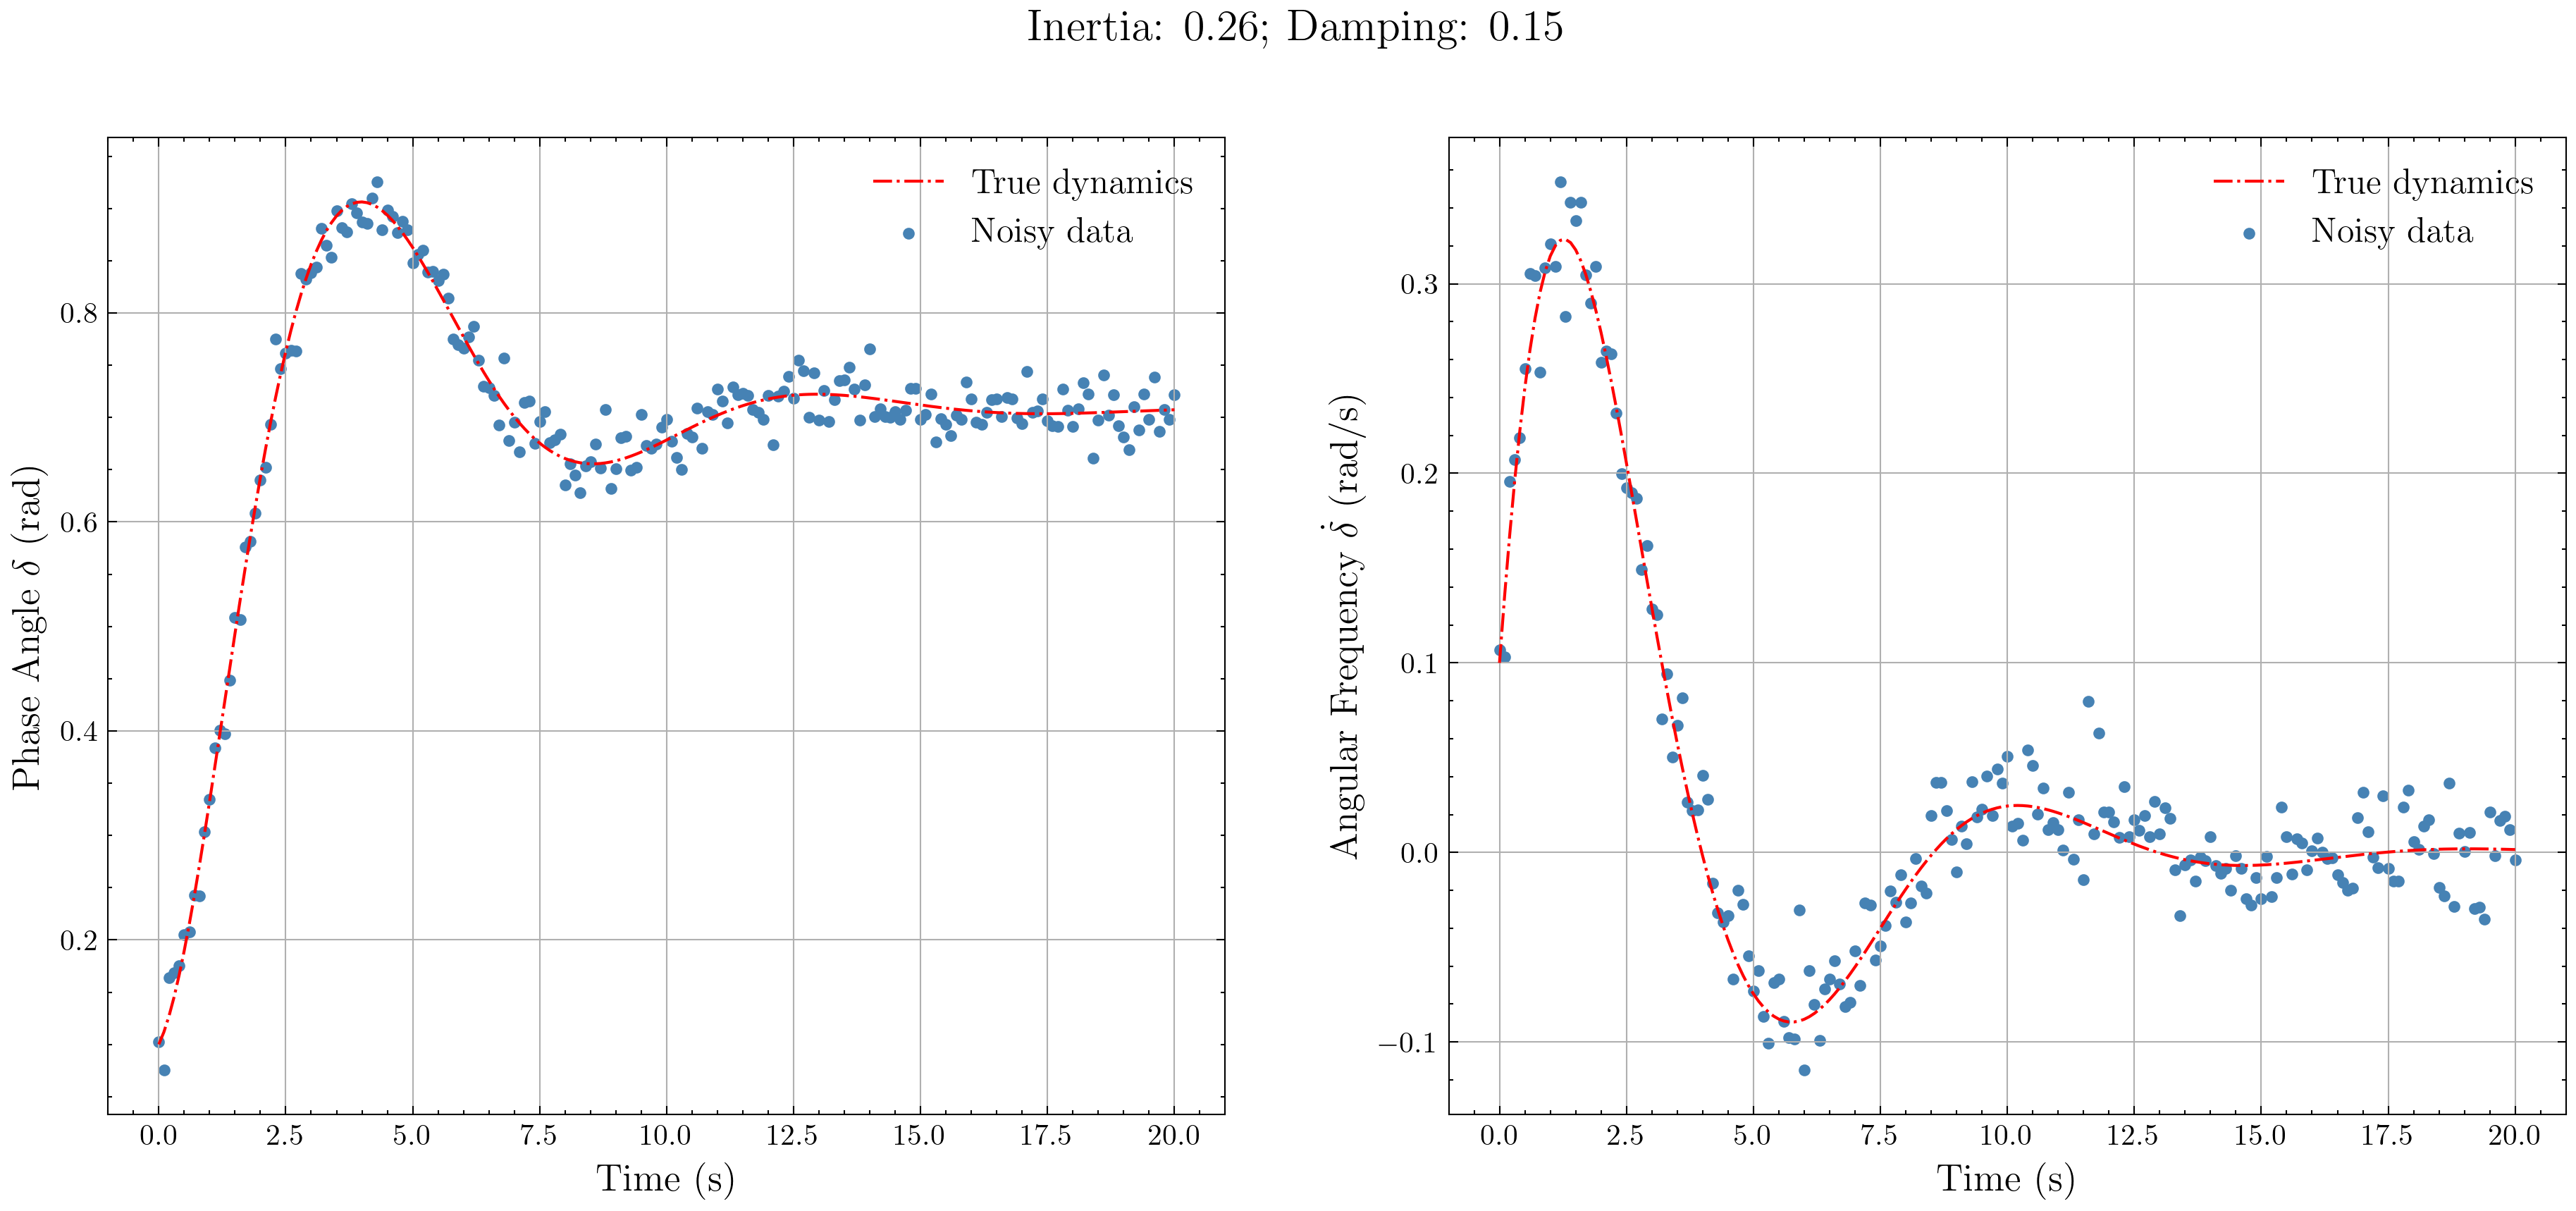 Inertia: 0.26; Damping: 0.15
Phase Angle δ (rad)
0.8
0.6
0.4
0.2
True dynamics
Noisy data
0.0 2.5 5.0 7.5 10.0 12.5 15.0 17.5 20.0
Time (s)
Angular Frequency δ̇ (rad/s)
0.3
0.2
0.1
0.0
−0.1
True dynamics
Noisy data
0.0 2.5 5.0 7.5 10.0 12.5 15.0 17.5 20.0
Time (s)